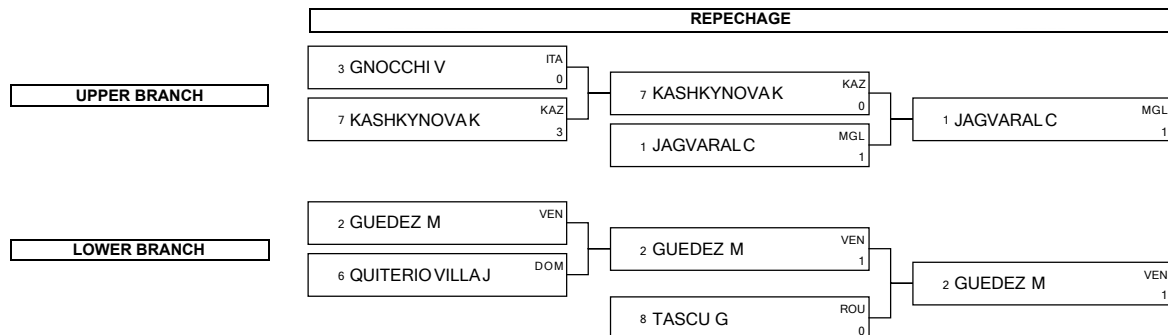 REPECHAGE
3 GNOCCHI V ITA
0
7 KASHKYNOVA K KAZ
3
UPPER BRANCH
7 KASHKYNOVA K KAZ
0
1 JAGVARAL C MGL
1
1 JAGVARAL C MGL
1
2 GUEDEZ M VEN
6 QUITERIO VILLA J DOM
LOWER BRANCH
2 GUEDEZ M VEN
1
8 TASCU G ROU
0
2 GUEDEZ M VEN
1